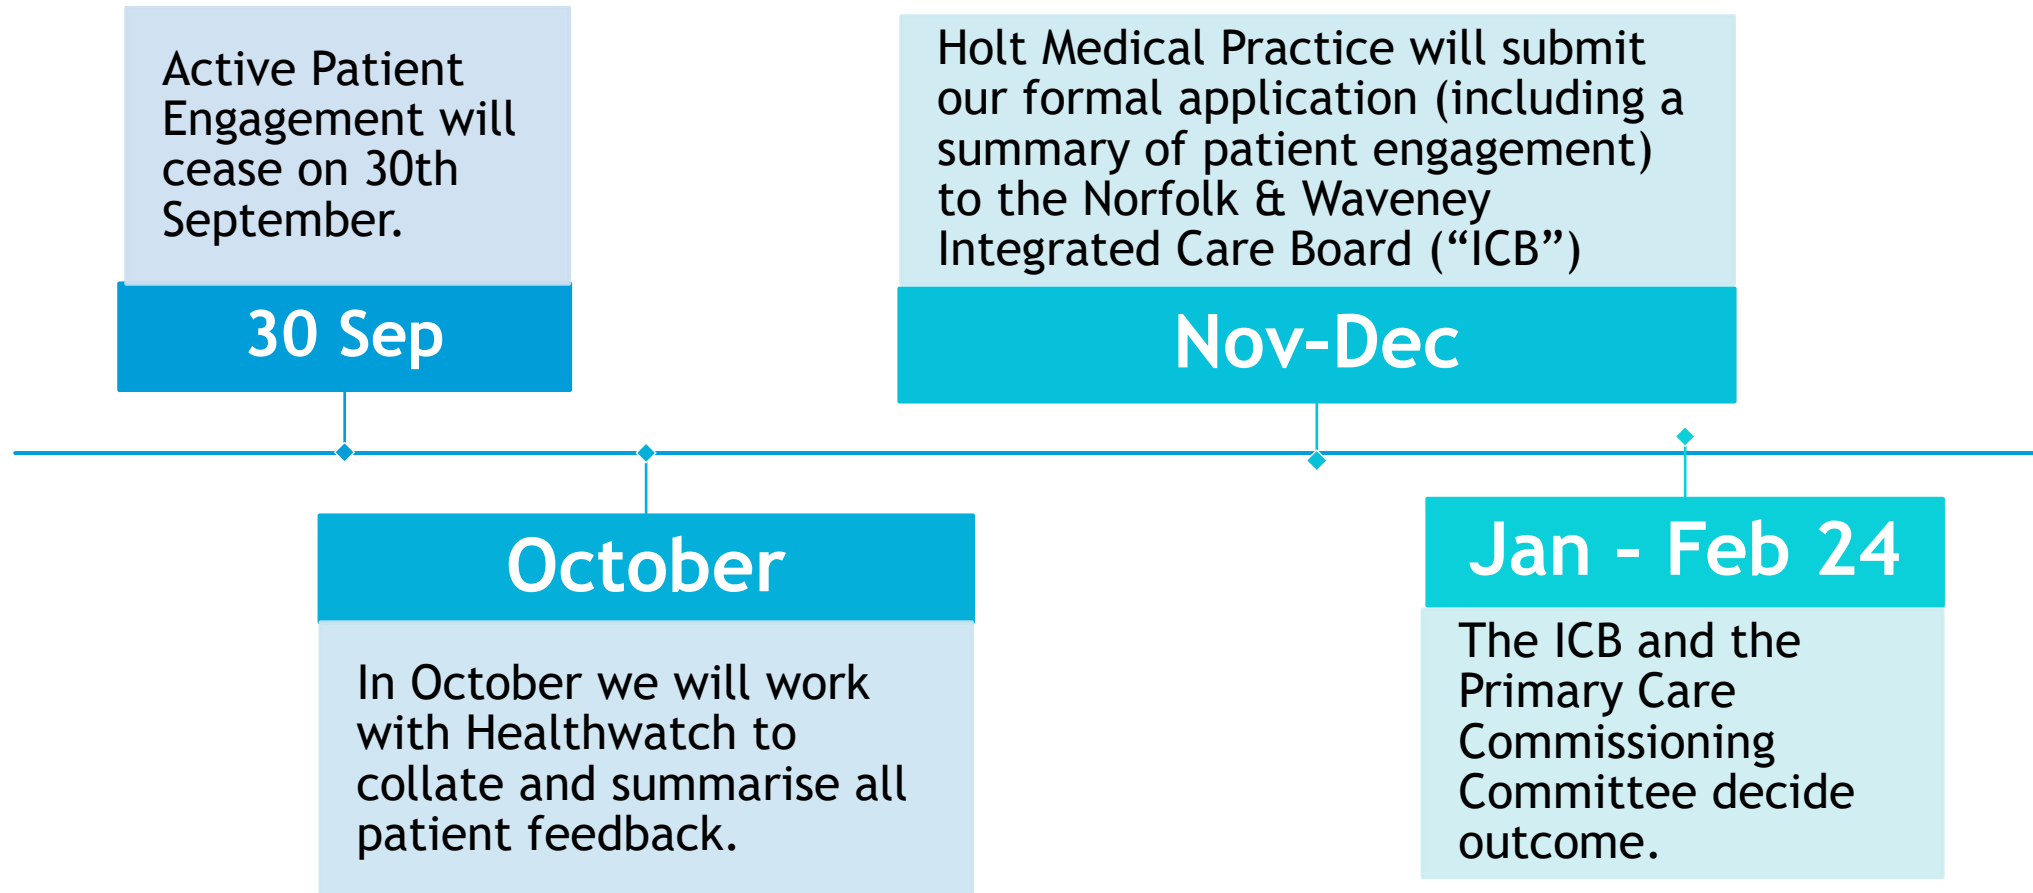 Active Patient
Engagement will
cease on 30th
September.
30 Sep
October
In October we will work
with Healthwatch to
collate and summarise all
patient feedback.
Holt Medical Practice will submit
our formal application (including a
summary of patient engagement)
to the Norfolk & Waveney
Integrated Care Board (“ICB”)
Nov-Dec
Jan - Feb 24
The ICB and the
Primary Care
Commissioning
Committee decide
outcome.